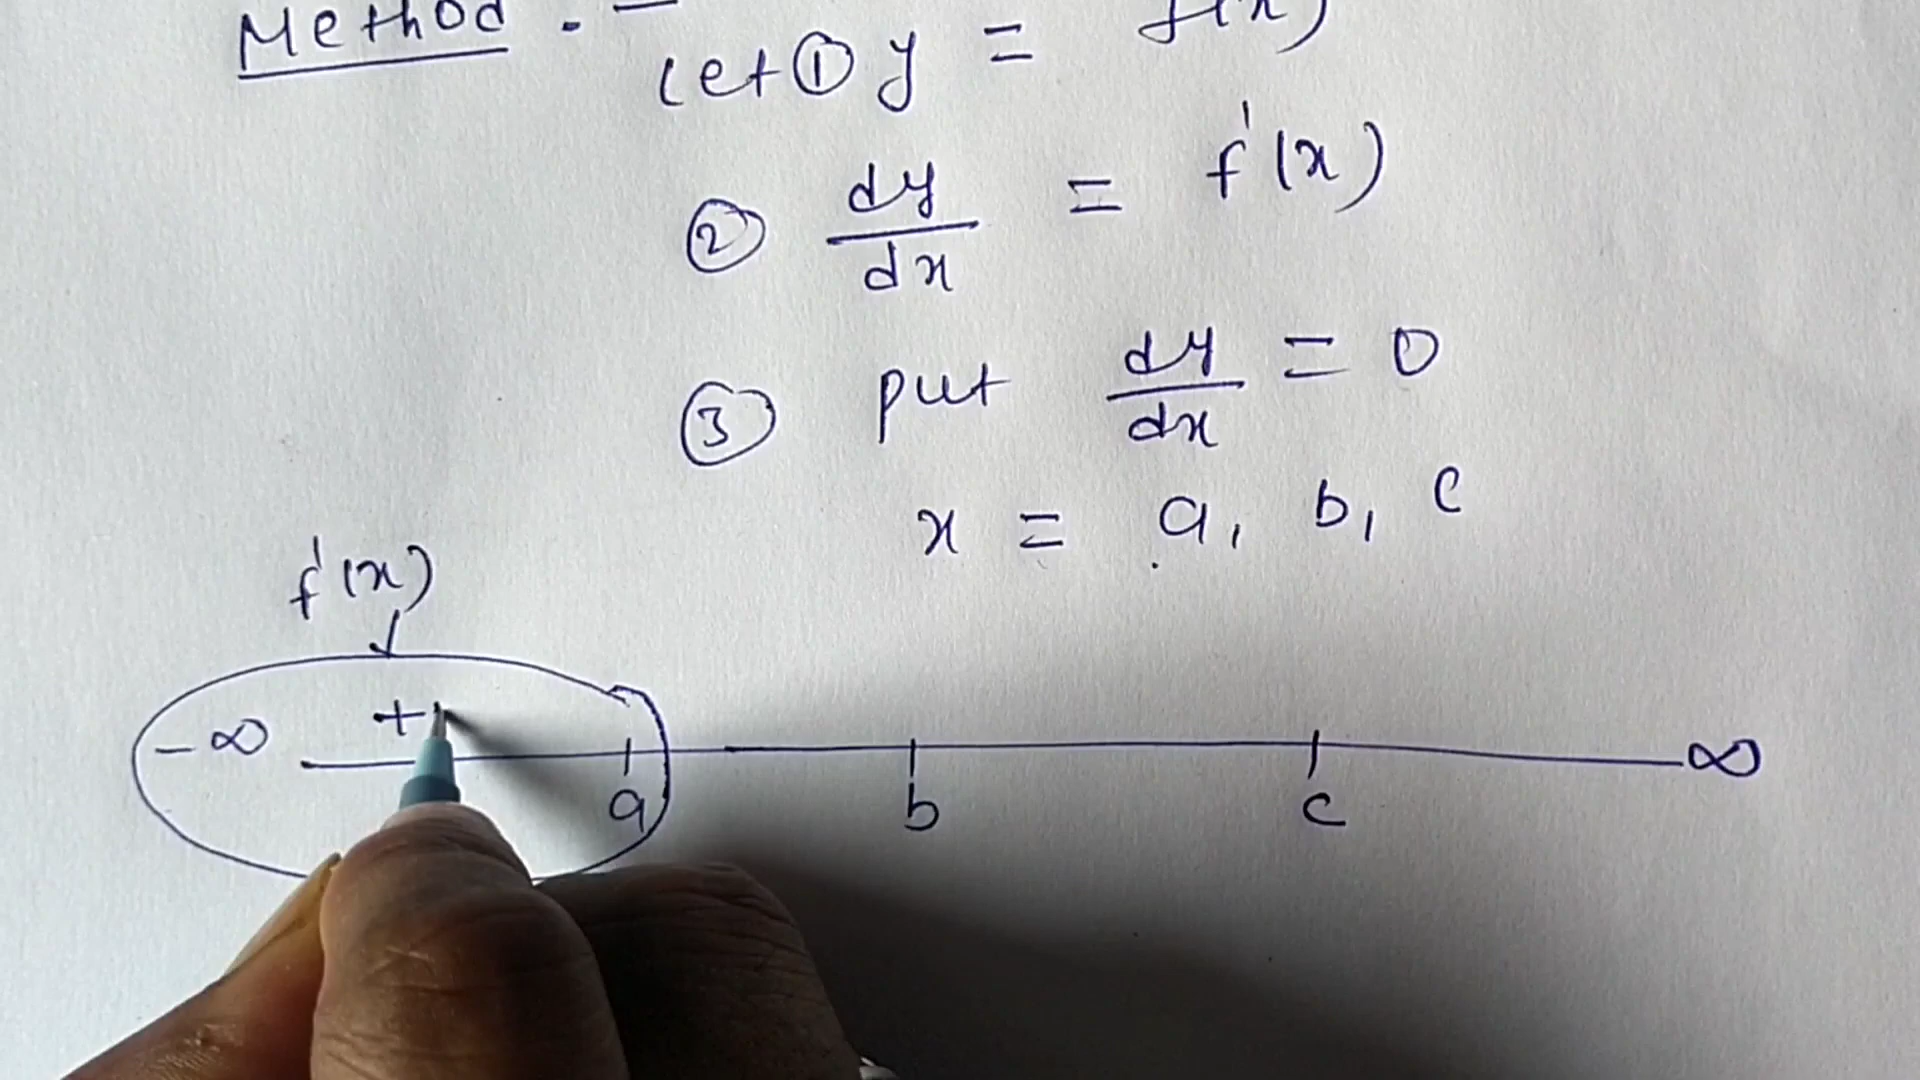 Method :-
Let ① y = f(x)
② dy/dx = f'(x)
③ put dy/dx = 0
x = a, b, c
f'(x)
-∞ + a b c ∞